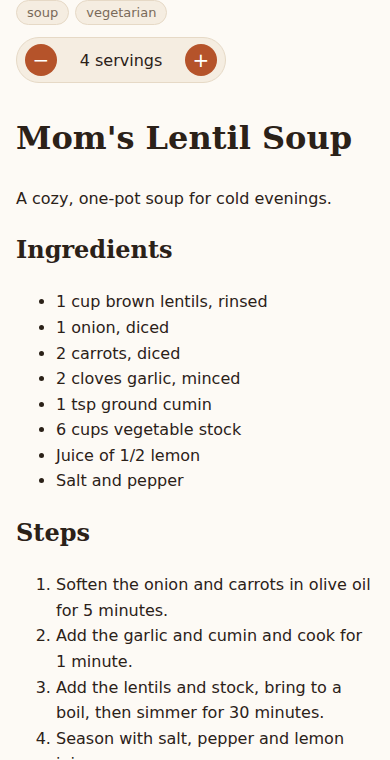 soup vegetarian
− 4 servings +
Mom's Lentil Soup
A cozy, one-pot soup for cold evenings.
Ingredients
• 1 cup brown lentils, rinsed
• 1 onion, diced
• 2 carrots, diced
• 2 cloves garlic, minced
• 1 tsp ground cumin
• 6 cups vegetable stock
• Juice of 1/2 lemon
• Salt and pepper
Steps
1. Soften the onion and carrots in olive oil
for 5 minutes.
2. Add the garlic and cumin and cook for
1 minute.
3. Add the lentils and stock, bring to a
boil, then simmer for 30 minutes.
4. Season with salt, pepper and lemon